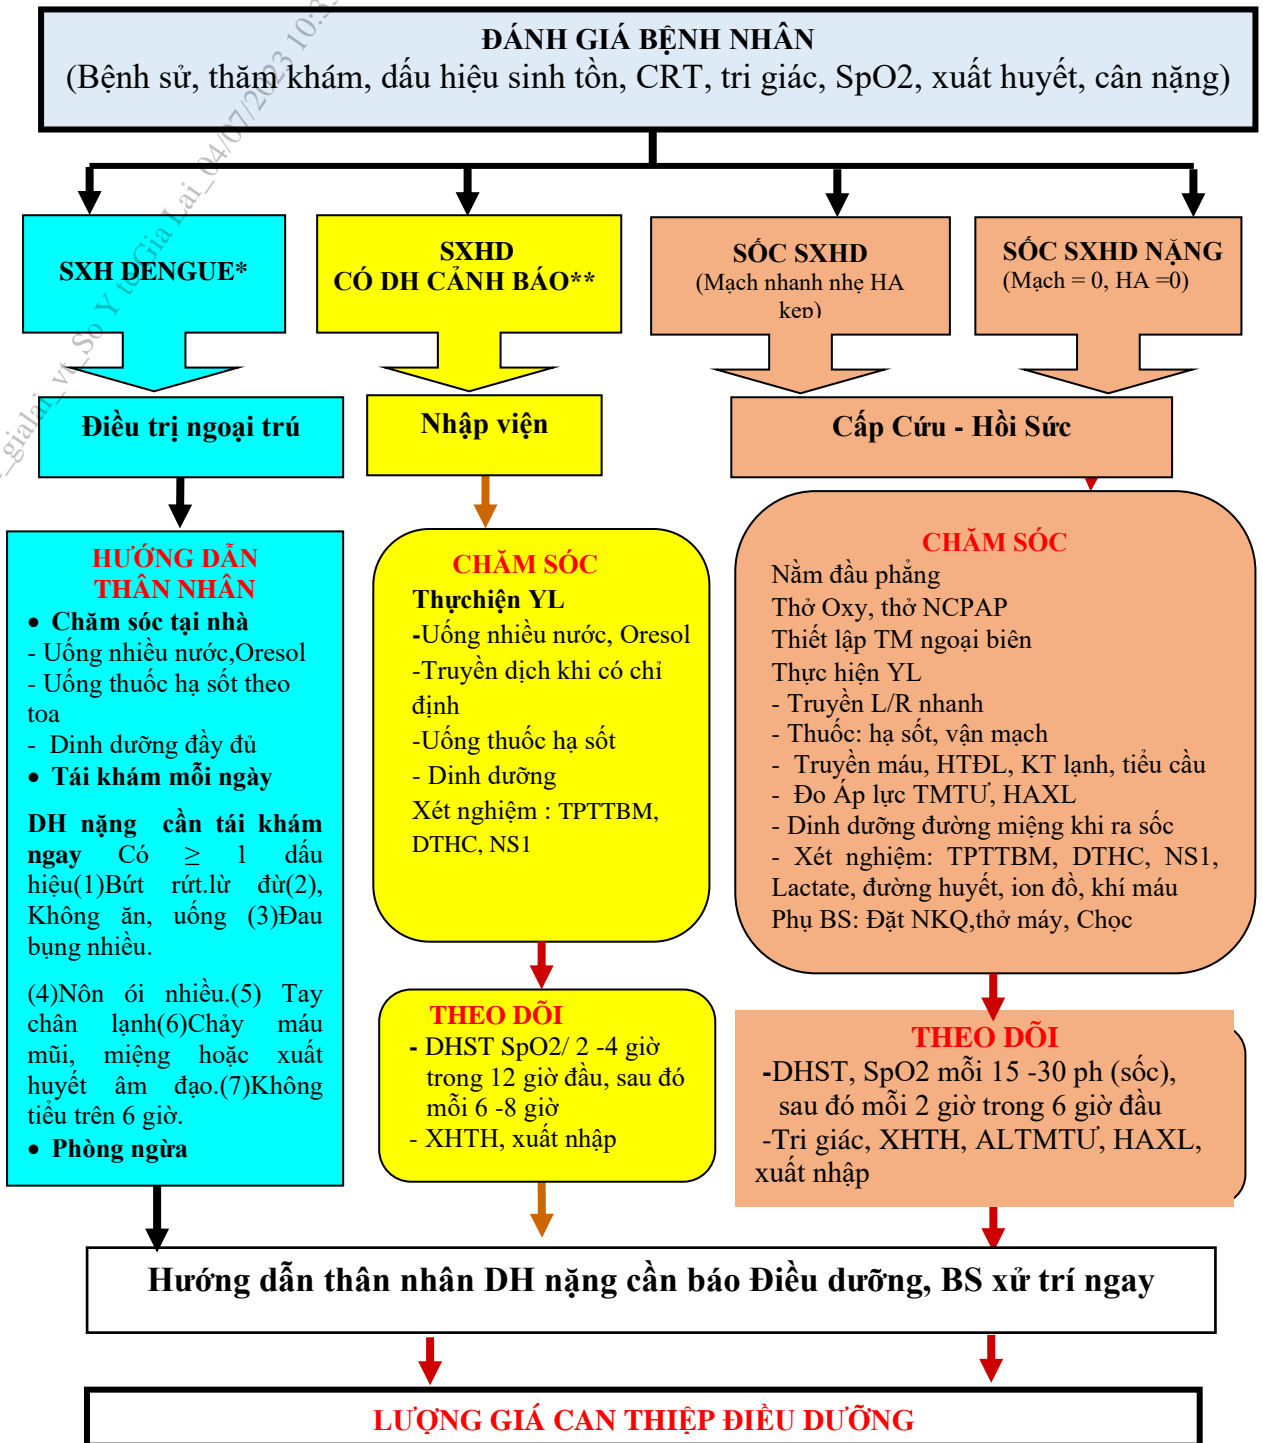 ĐÁNH GIÁ BỆNH NHÂN
(Bệnh sử, thăm khám, dấu hiệu sinh tồn, CRT, tri giác, SpO2, xuất huyết, cân nặng)
SXH DENGUE*
SXHD
CÓ DH CẢNH BÁO**
SỐC SXHD
(Mạch nhanh nhẹ HA
kẹp)
SỐC SXHD NẶNG
(Mạch = 0, HA =0)
Điều trị ngoại trú
Nhập viện
Cấp Cứu - Hồi Sức
HƯỚNG DẪN
THÂN NHÂN
• Chăm sóc tại nhà
- Uống nhiều nước,Oresol
- Uống thuốc hạ sốt theo
toa
- Dinh dưỡng đầy đủ
• Tái khám mỗi ngày
DH nặng cần tái khám
ngay Có ≥ 1 dấu
hiệu(1)Bứt rứt.lừ đừ(2),
Không ăn, uống (3)Đau
bụng nhiều.
(4)Nôn ói nhiều.(5) Tay
chân lạnh(6)Chảy máu
mũi, miệng hoặc xuất
huyết âm đạo.(7)Không
tiểu trên 6 giờ.
• Phòng ngừa
CHĂM SÓC
Thựchiện YL
-Uống nhiều nước, Oresol
-Truyền dịch khi có chỉ
định
-Uống thuốc hạ sốt
- Dinh dưỡng
Xét nghiệm : TPTTBM,
DTHC, NS1
CHĂM SÓC
Nằm đầu phẳng
Thở Oxy, thở NCPAP
Thiết lập TM ngoại biên
Thực hiện YL
- Truyền L/R nhanh
- Thuốc: hạ sốt, vận mạch
- Truyền máu, HTĐL, KT lạnh, tiểu cầu
- Đo Áp lực TMTƯ, HAXL
- Dinh dưỡng đường miệng khi ra sốc
- Xét nghiệm: TPTTBM, DTHC, NS1,
Lactate, đường huyết, ion đồ, khí máu
Phụ BS: Đặt NKQ,thở máy, Chọc
THEO DÕI
- DHST SpO2/ 2 -4 giờ
trong 12 giờ đầu, sau đó
mỗi 6 -8 giờ
- XHTH, xuất nhập
THEO DÕI
-DHST, SpO2 mỗi 15 -30 ph (sốc),
sau đó mỗi 2 giờ trong 6 giờ đầu
-Tri giác, XHTH, ALTMTƯ, HAXL,
xuất nhập
Hướng dẫn thân nhân DH nặng cần báo Điều dưỡng, BS xử trí ngay
LƯỢNG GIÁ CAN THIỆP ĐIỀU DƯỠNG
_gialai_vt_So Y te Gia Lai_04/07/2023 10:3